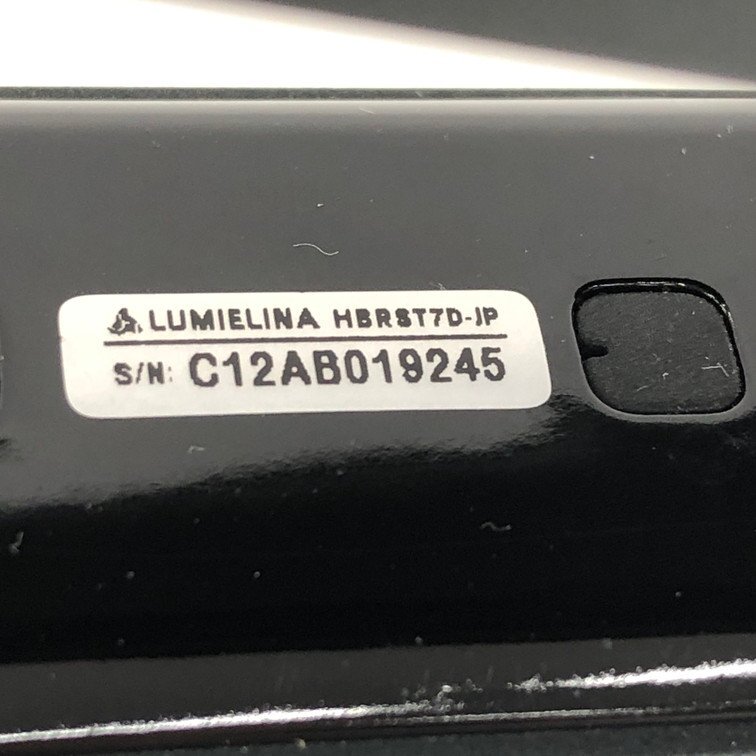 LUMIELINA HBRST7D-JP
S/N: C12AB019245